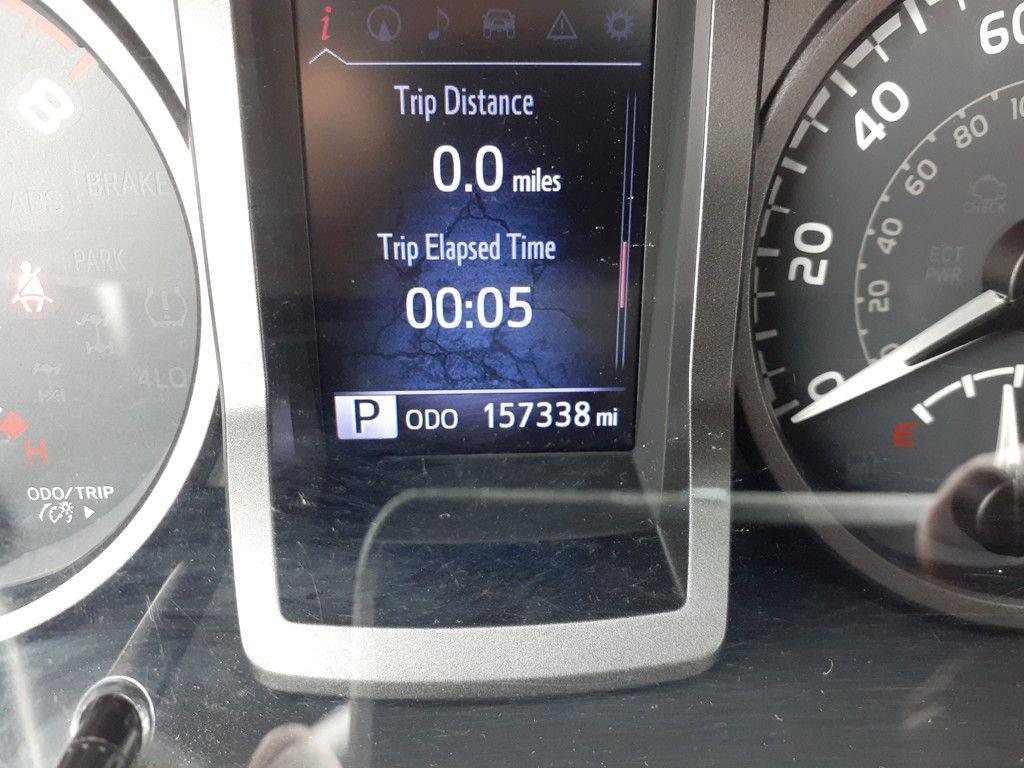 i
Trip Distance
0.0 miles
Trip Elapsed Time
00:05
P ODO 157338 mi
8
ABS
BRAKE
PARK
4LO
H
ODO/TRIP
0
20
40
60
20
40
60
80
CHECK
ECT
PWR
E